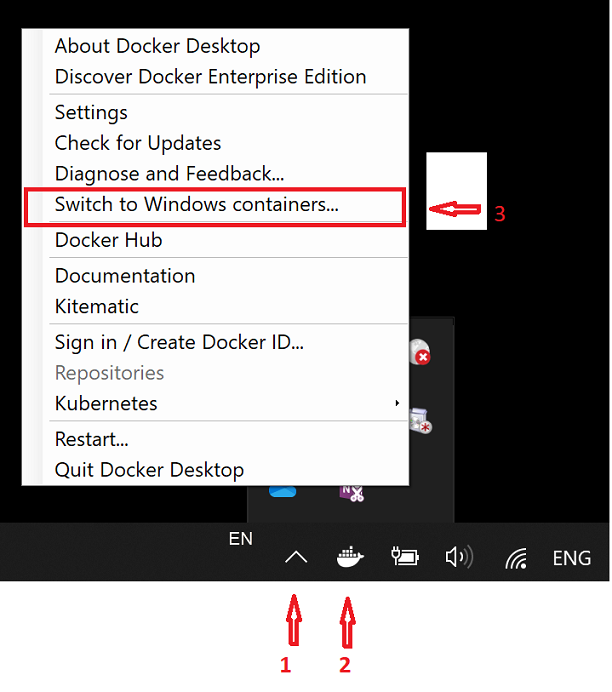 About Docker Desktop
Discover Docker Enterprise Edition
Settings
Check for Updates
Diagnose and Feedback...
Switch to Windows containers...
3
Docker Hub
Documentation
Kitematic
Sign in / Create Docker ID...
Repositories
Kubernetes
Restart...
Quit Docker Desktop
N
EN
ENG
1 2